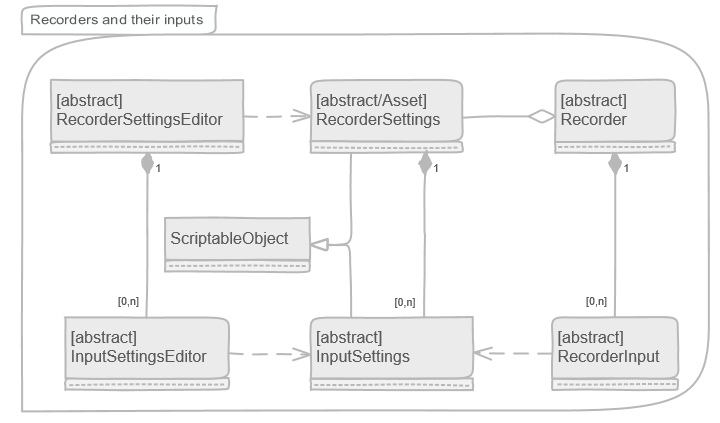 Recorders and their inputs
[abstract]
RecorderSettingsEditor
[abstract/Asset]
RecorderSettings
[abstract]
Recorder
1
1
1
ScriptableObject
[0,n]
[0,n]
[0,n]
[abstract]
InputSettingsEditor
[abstract]
InputSettings
[abstract]
RecorderInput